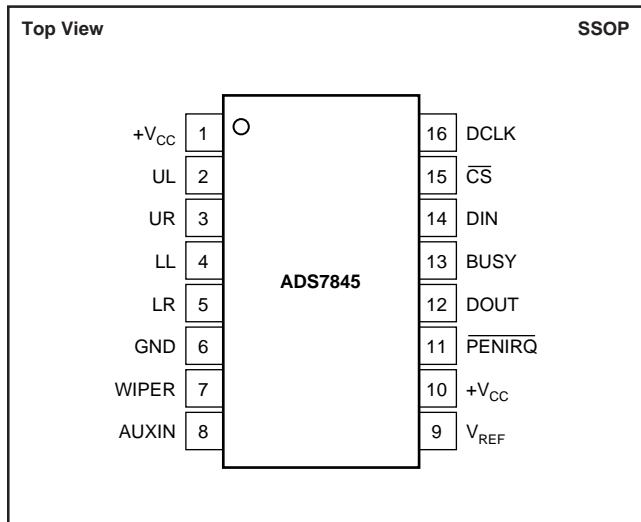 Top View SSOP
+VCC 1 16 DCLK
UL 2 15 CS
UR 3 14 DIN
LL 4 13 BUSY
ADS7845
LR 5 12 DOUT
GND 6 11 PENIRQ
WIPER 7 10 +VCC
AUXIN 8 9 VREF